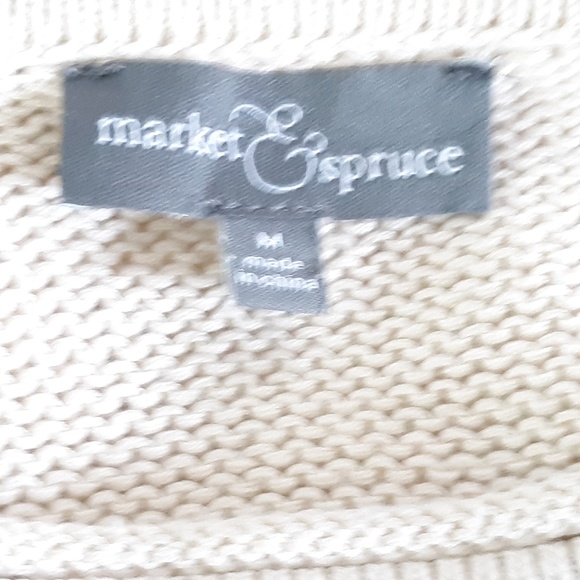 market & spruce
M
made
in china